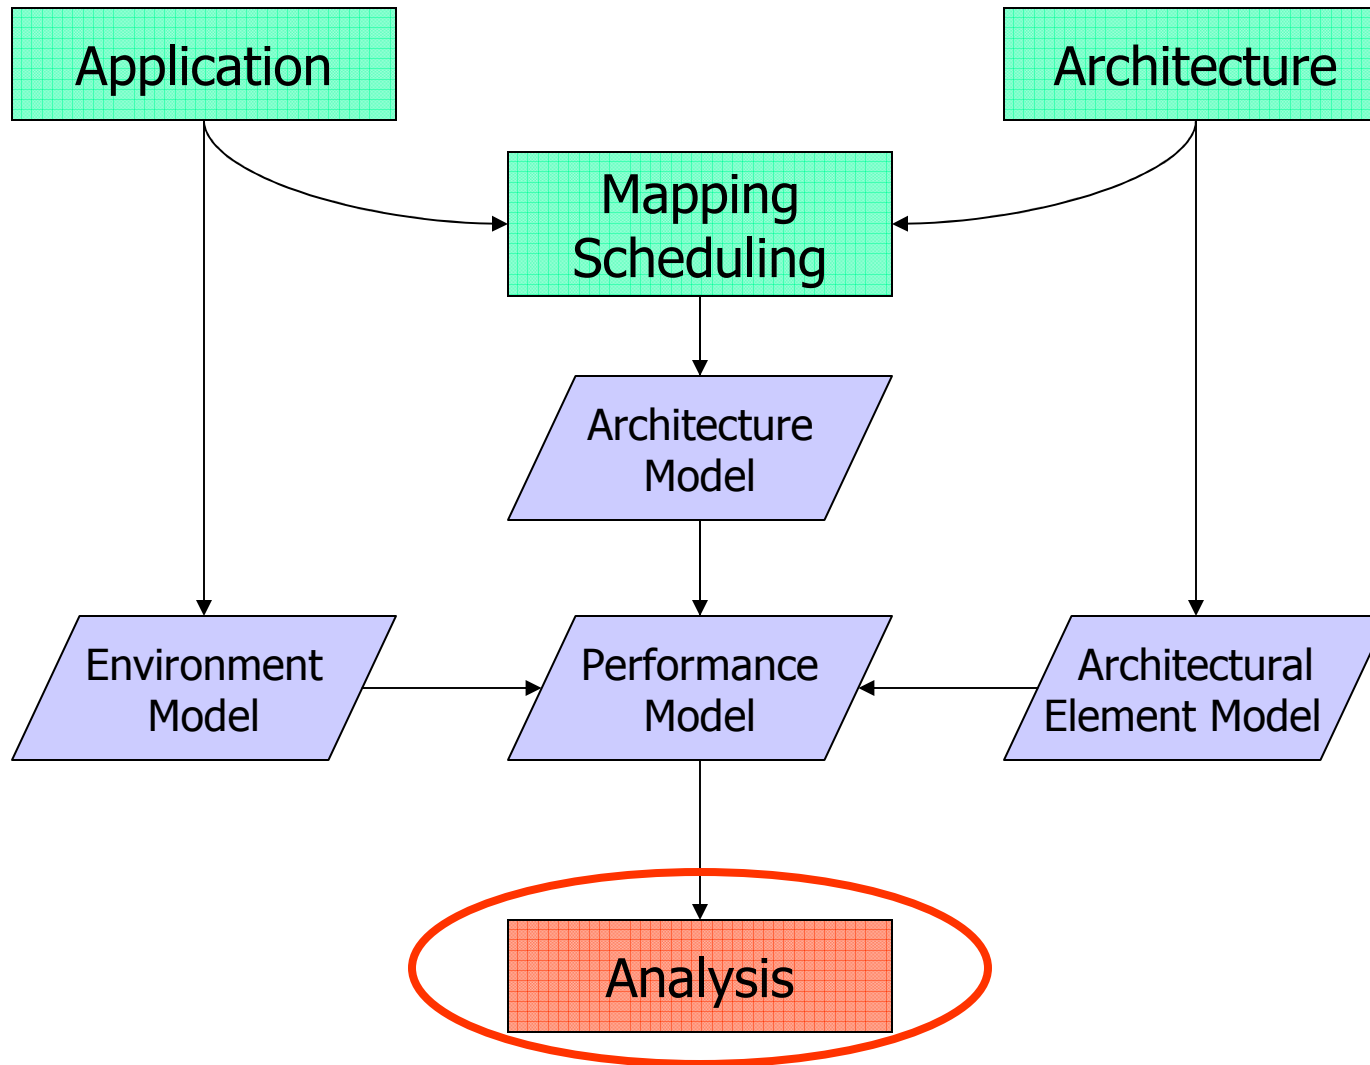 Application
Architecture
Mapping
Scheduling
Architecture
Model
Environment
Model
Performance
Model
Architectural
Element Model
Analysis